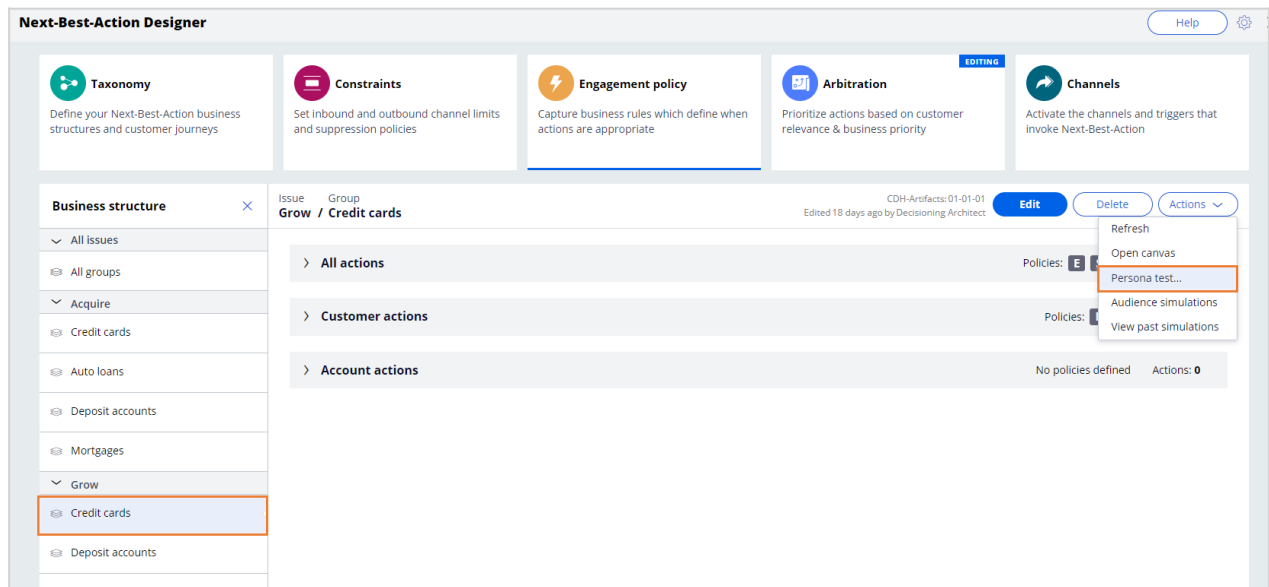 Next-Best-Action Designer
Help
EDITING
Taxonomy
Define your Next-Best-Action business
structures and customer journeys
Constraints
Set inbound and outbound channel limits
and suppression policies
Engagement policy
Capture business rules which define when
actions are appropriate
Arbitration
Prioritize actions based on customer
relevance & business priority
Channels
Activate the channels and triggers that
invoke Next-Best-Action
Business structure
All issues
All groups
Acquire
Credit cards
Auto loans
Deposit accounts
Mortgages
Grow
Credit cards
Deposit accounts
Issue Group
Grow / Credit cards
CDH-Artifacts: 01-01-01
Edited 18 days ago by Decisioning Architect
Edit
Delete
Actions
Refresh
Open canvas
Persona test...
Audience simulations
View past simulations
All actions
Policies: E
Customer actions
Policies:
Account actions
No policies defined Actions: 0